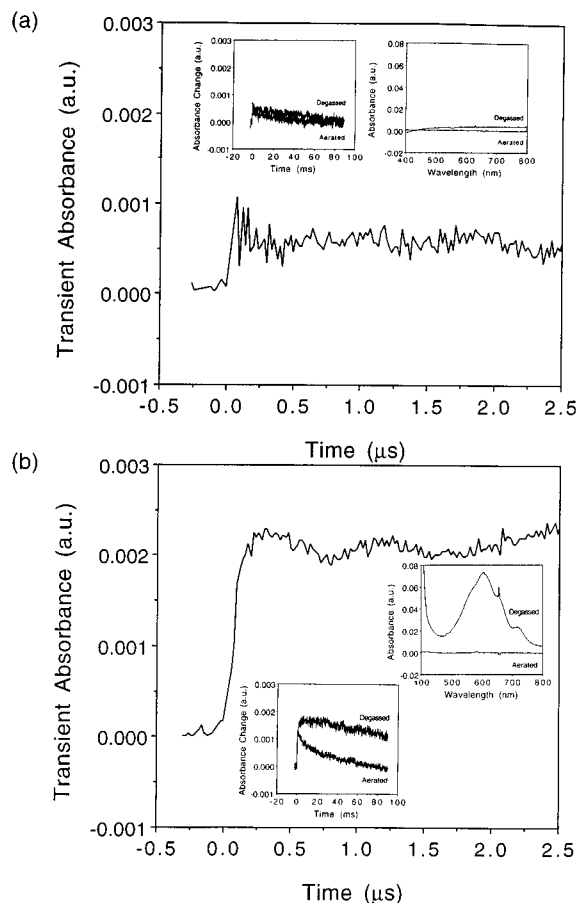 (a)
Transient Absorbance (a.u.)
0.003
0.002
0.001
0.000
-0.001
-0.5 0.0 0.5 1.0 1.5 2.0 2.5
Time (μs)
Absorbance Change (a.u.)
0.003
0.002
0.001
0.000
-0.001
-20 0 20 40 60 80 100
Time (ms)
Degassed
Aerated
Absorbance (a.u.)
0.08
0.06
0.04
0.02
0.00
-0.02
400 500 600 700 800
Wavelength (nm)
Degassed
Aerated
(b)
Transient Absorbance (a.u.)
0.003
0.002
0.001
0.000
-0.001
-0.5 0.0 0.5 1.0 1.5 2.0 2.5
Time (μs)
Absorbance (a.u.)
0.08
0.06
0.04
0.02
0.00
-0.02
400 500 600 700 800
Wavelength (nm)
Degassed
Aerated
Absorbance Change (a.u.)
0.003
0.002
0.001
0.000
-0.001
-20 0 20 40 60 80 100
Time (ms)
Degassed
Aerated